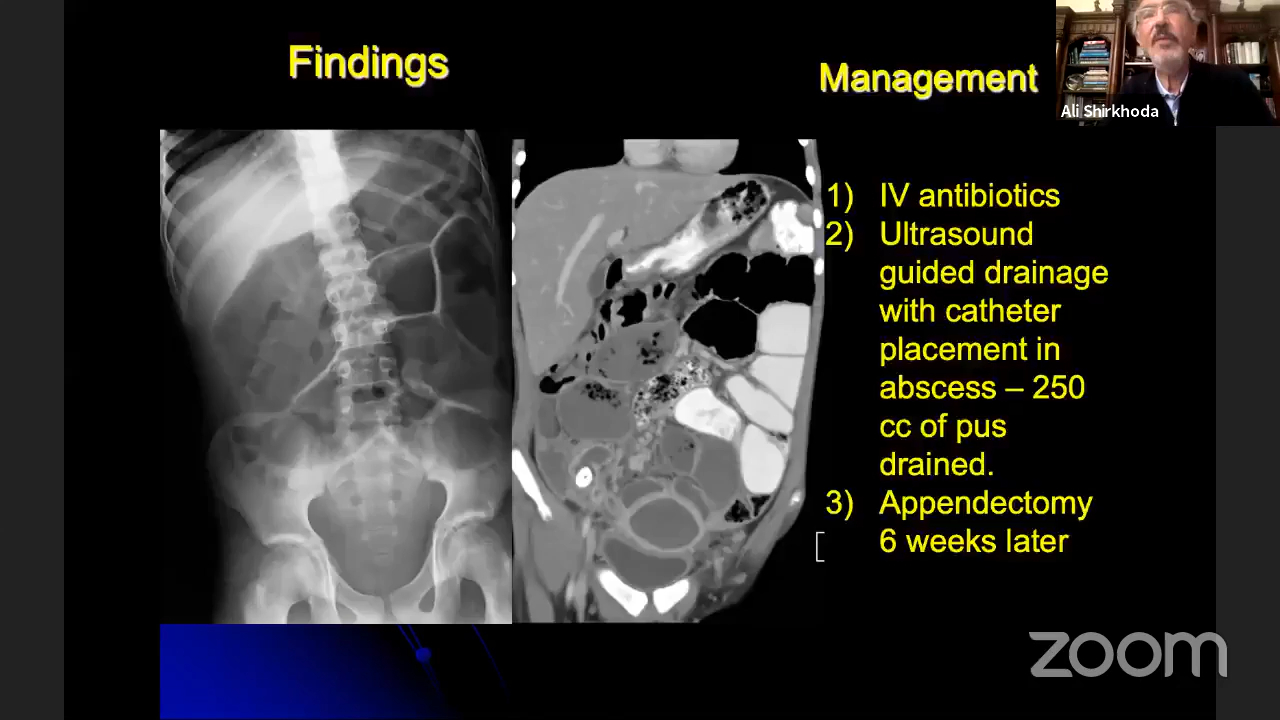 Findings
Management
Ali Shirkhoda
1) IV antibiotics
2) Ultrasound
guided drainage
with catheter
placement in
abscess – 250
cc of pus
drained.
3) Appendectomy
6 weeks later
[
zoom